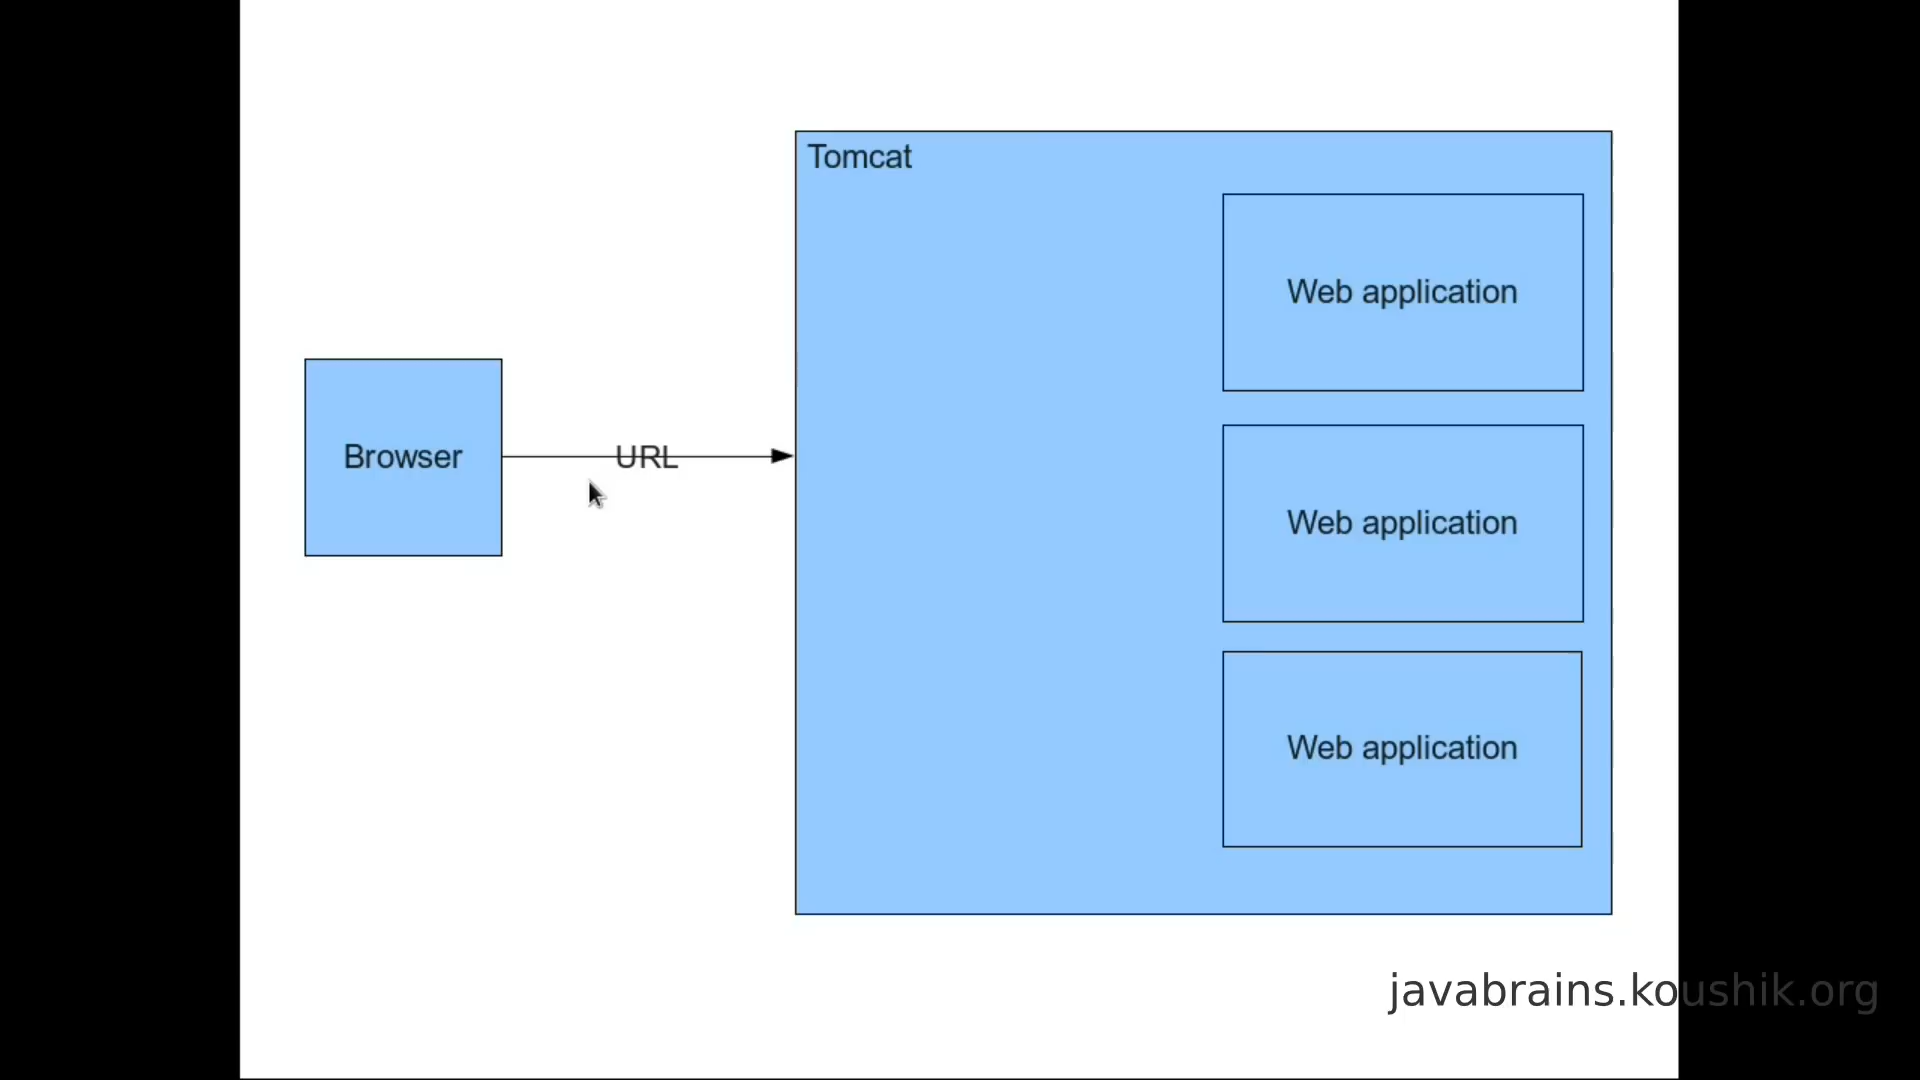 Tomcat
Web application
Browser
URL
Web application
Web application
javabrains.koushik.org